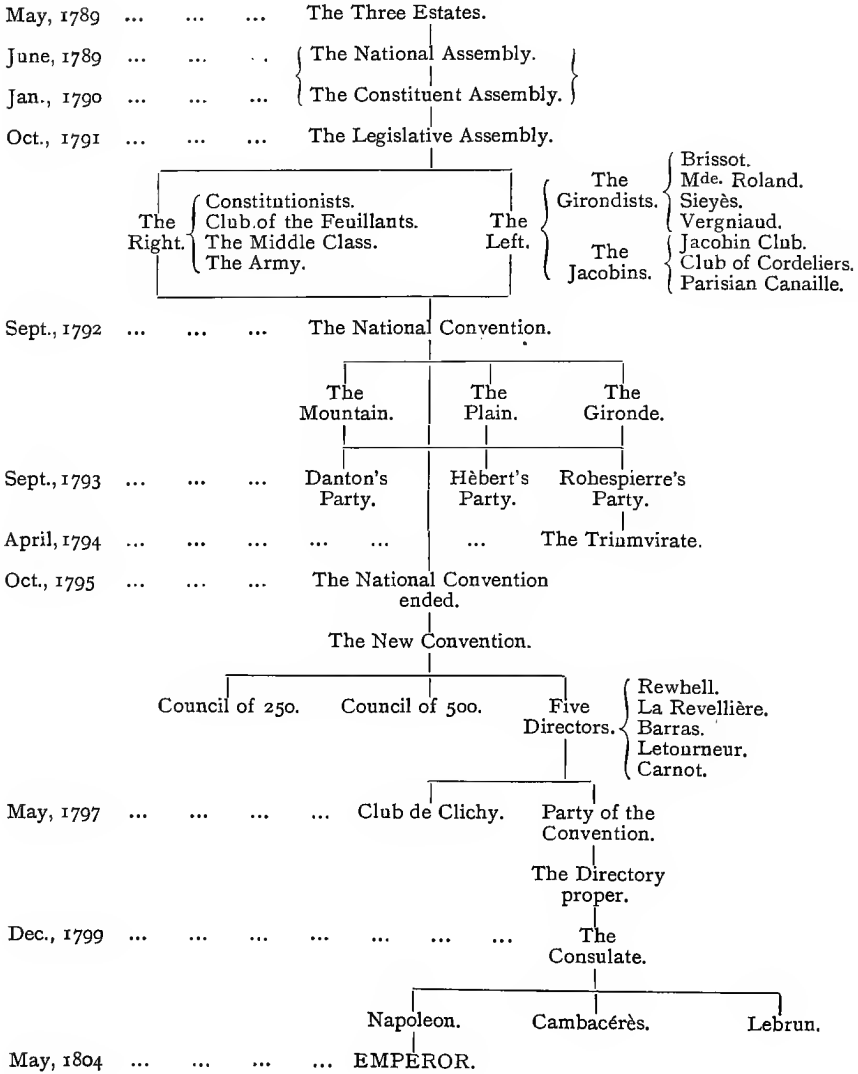 May, 1789 ... ... ... The Three Estates.
June, 1789 ... ... . . The National Assembly.
Jan., 1790 ... ... ... The Constituent Assembly.
Oct., 1791 ... ... ... The Legislative Assembly.
The Right.
Constitutionists.
Club.of the Feuillants.
The Middle Class.
The Army.
The Left.
The Girondists.
Brissot.
Mde. Roland.
Sieyès.
Vergniaud.
The Jacobins.
Jacobin Club.
Club of Cordeliers.
Parisian Canaille.
Sept., 1792 ... ... ... The National Convention.
The Mountain.
The Plain.
The Gironde.
Sept., 1793 ... ... ... Danton's Party.
Hèbert's Party.
Rohespierre's Party.
April, 1794 ... ... ... ... ... ... The Triumvirate.
Oct., 1795 ... ... ... The National Convention
ended.
The New Convention.
Council of 250.
Council of 500.
Five Directors.
Rewhell.
La Revellière.
Barras.
Letourneur.
Carnot.
May, 1797 ... ... ... ... Club de Clichy.
Party of the
Convention.
The Directory
proper.
Dec., 1799 ... ... ... ... ... ... ... The
Consulate.
Napoleon.
Cambacérès.
Lebrun.
May, 1804 ... ... ... ... EMPEROR.